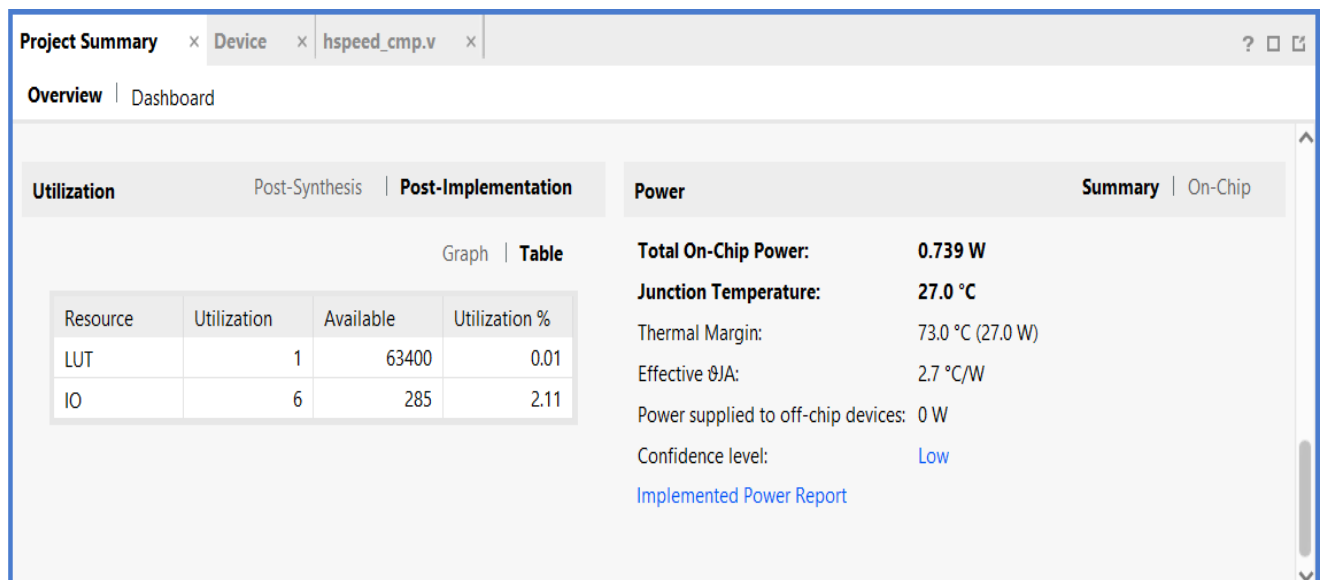 Project Summary × Device × hspeed_cmp.v × ?
Overview | Dashboard
Utilization Post-Synthesis | Post-Implementation
Graph | Table
Resource Utilization Available Utilization %
LUT 1 63400 0.01
IO 6 285 2.11
Power Summary | On-Chip
Total On-Chip Power: 0.739 W
Junction Temperature: 27.0 °C
Thermal Margin: 73.0 °C (27.0 W)
Effective ϑJA: 2.7 °C/W
Power supplied to off-chip devices: 0 W
Confidence level: Low
Implemented Power Report